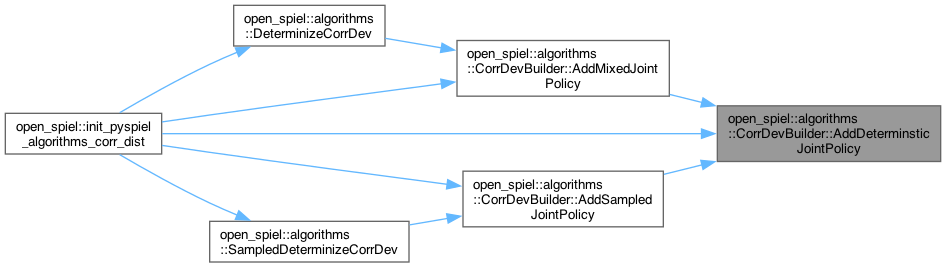 open_spiel::algorithms
::DeterminizeCorrDev
open_spiel::algorithms
::CorrDevBuilder::AddMixedJoint
Policy
open_spiel::init_pyspiel
_algorithms_corr_dist
open_spiel::algorithms
::CorrDevBuilder::AddDeterminstic
JointPolicy
open_spiel::algorithms
::CorrDevBuilder::AddSampled
JointPolicy
open_spiel::algorithms
::SampledDeterminizeCorrDev